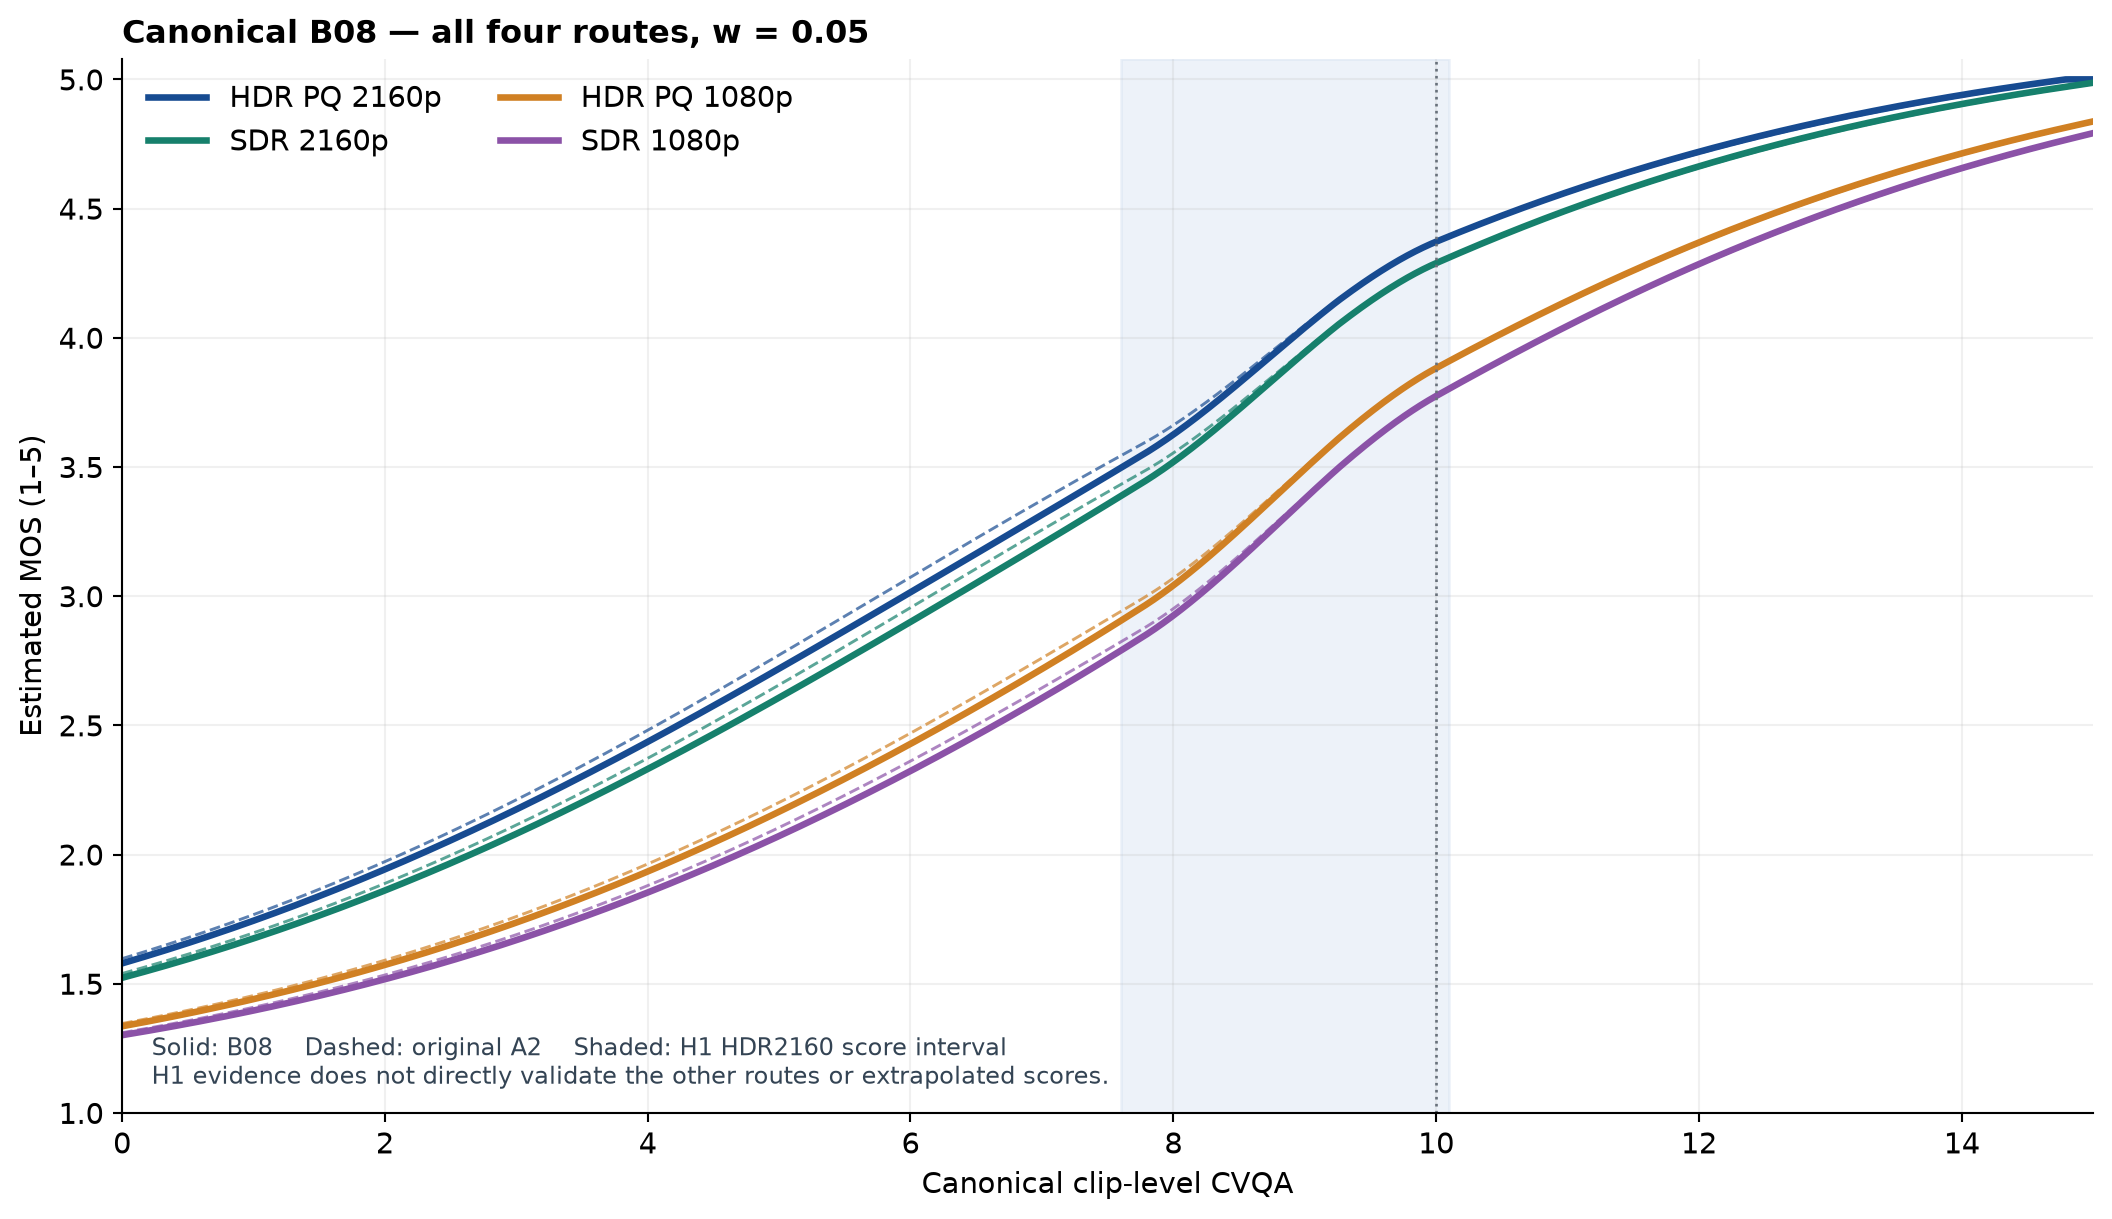 Canonical B08 — all four routes, w = 0.05
HDR PQ 2160p
SDR 2160p
HDR PQ 1080p
SDR 1080p
Estimated MOS (1–5)
5.0
4.5
4.0
3.5
3.0
2.5
2.0
1.5
1.0
Solid: B08 Dashed: original A2 Shaded: H1 HDR2160 score interval
H1 evidence does not directly validate the other routes or extrapolated scores.
0 2 4 6 8 10 12 14
Canonical clip-level CVQA